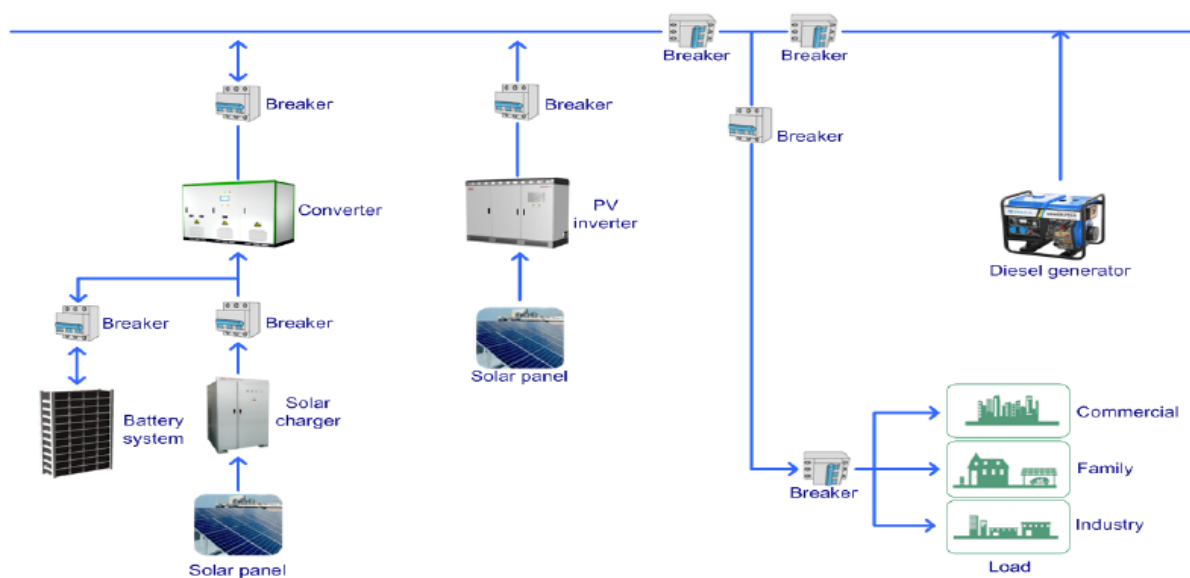 Breaker
Breaker
Breaker
Breaker
Breaker
Converter
PV
inverter
Diesel generator
Breaker
Breaker
Solar panel
Battery
system
Solar
charger
Commercial
Family
Breaker
Industry
Solar panel
Load